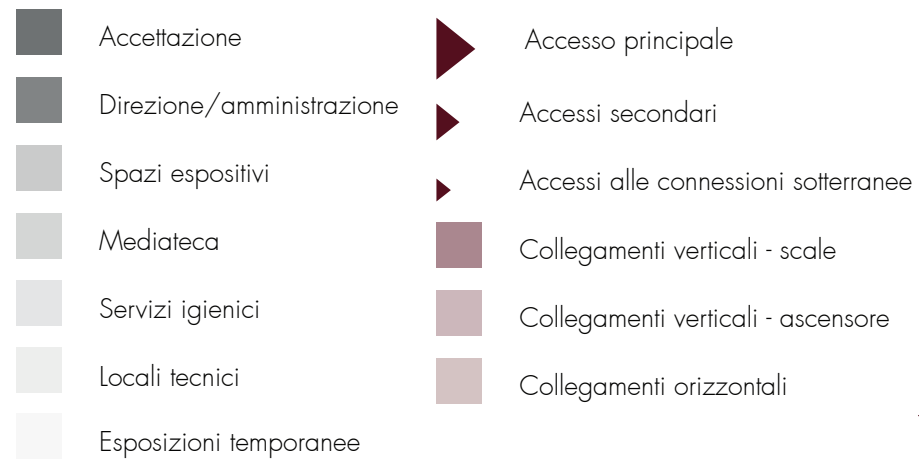 Accettazione
Direzione/amministrazione
Spazi espositivi
Mediateca
Servizi igienici
Locali tecnici
Esposizioni temporanee
Accesso principale
Accessi secondari
Accessi alle connessioni sotterranee
Collegamenti verticali - scale
Collegamenti verticali - ascensore
Collegamenti orizzontali